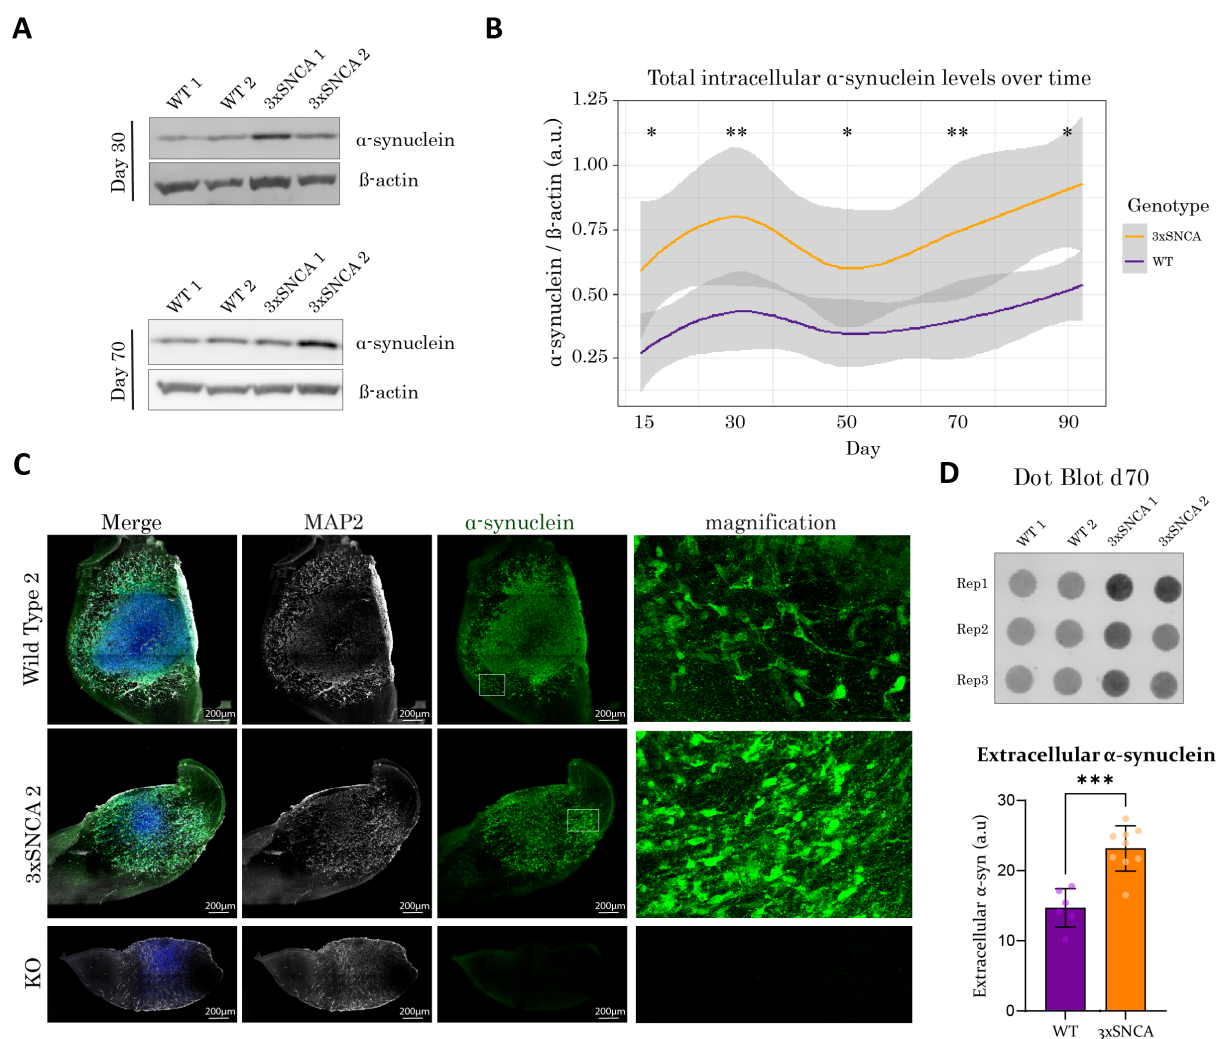 A
WT 1
WT 2
3xSNCA 1
3xSNCA 2
Day 30
α-synuclein
ß-actin
WT 1
WT 2
3xSNCA 1
3xSNCA 2
Day 70
α-synuclein
ß-actin
B
Total intracellular α-synuclein levels over time
α-synuclein / ß-actin (a.u.)
1.25
1.00
0.75
0.50
0.25
* ** * ** *
15 30 50 70 90
Day
Genotype
3xSNCA
WT
C
Merge MAP2 α-synuclein magnification
Wild Type 2
200µm 200µm 200µm
3xSNCA 2
200µm 200µm 200µm
KO
200µm 200µm 200µm
D
Dot Blot d70
WT 1
WT 2
3xSNCA 1
3xSNCA 2
Rep1
Rep2
Rep3
Extracellular α-synuclein
***
Extracellular α-syn (a.u)
30
20
10
0
WT 3xSNCA